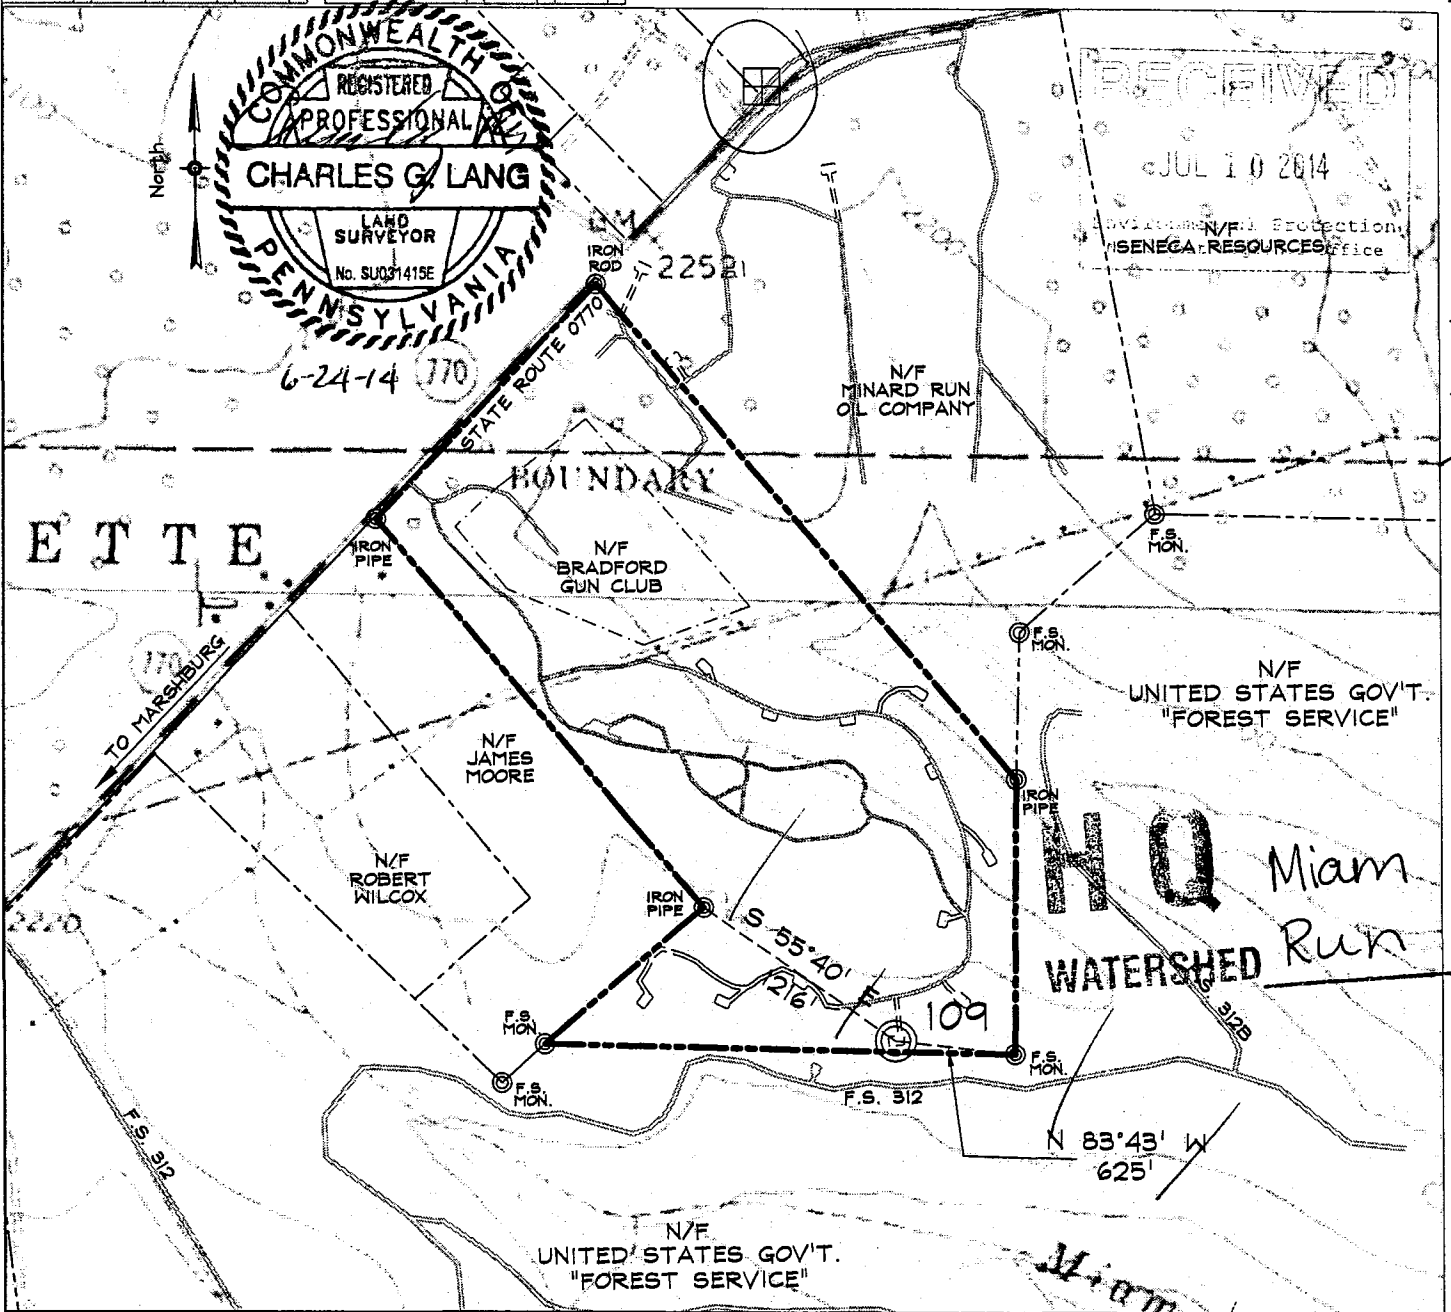 COMMONWEALTH OF
REGISTERED
PROFESSIONAL
CHARLES G. LANG
LAND
SURVEYOR
No. SU031415E
PENNSYLVANIA
6-24-14
North
RECEIVED
JUL 10 2014
N/F
SENECA RESOURCES
Protection
Office
IRON
ROD
2252
770
STATE ROUTE 0770
N/F
MINARD RUN
OIL COMPANY
BOUNDARY
ETTE
IRON
PIPE
N/F
BRADFORD
GUN CLUB
F.S.
MON.
F.S.
MON.
770
TO MARSHBURG
N/F
UNITED STATES GOV'T.
"FOREST SERVICE"
N/F
JAMES
MOORE
IRON
PIPE
N/F
ROBERT
WILCOX
HQ
Miam
Run
WATERSHED
IRON
PIPE
2220
2200
S 55°40' E
109
F.S. 312B
F.S.
MON.
F.S.
MON.
F.S.
MON.
F.S. 312
F.S. 312
N 83°43' W
625'
N/F
UNITED STATES GOV'T.
"FOREST SERVICE"
Miam